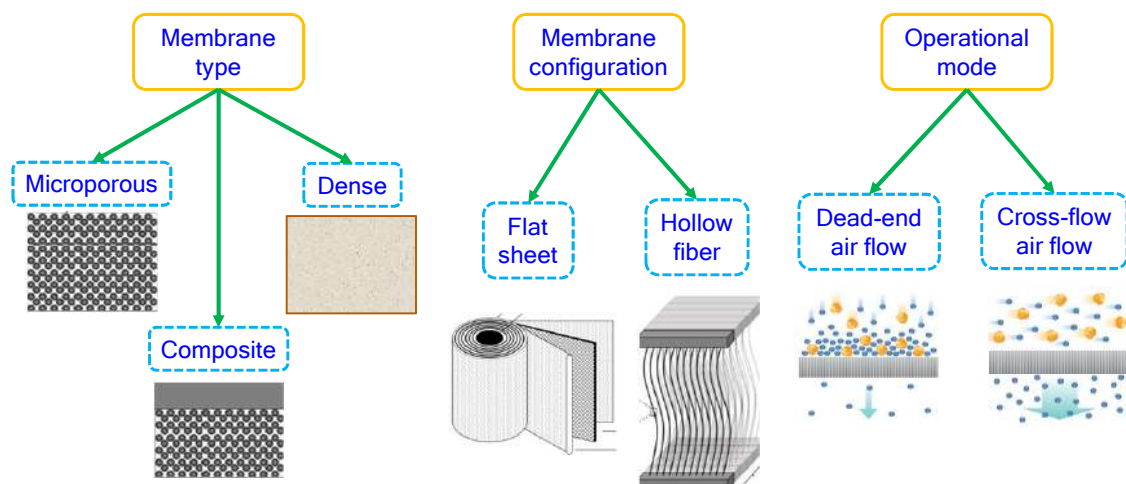 Membrane
type
Microporous
Dense
Composite
Membrane
configuration
Flat
sheet
Hollow
fiber
Operational
mode
Dead-end
air flow
Cross-flow
air flow